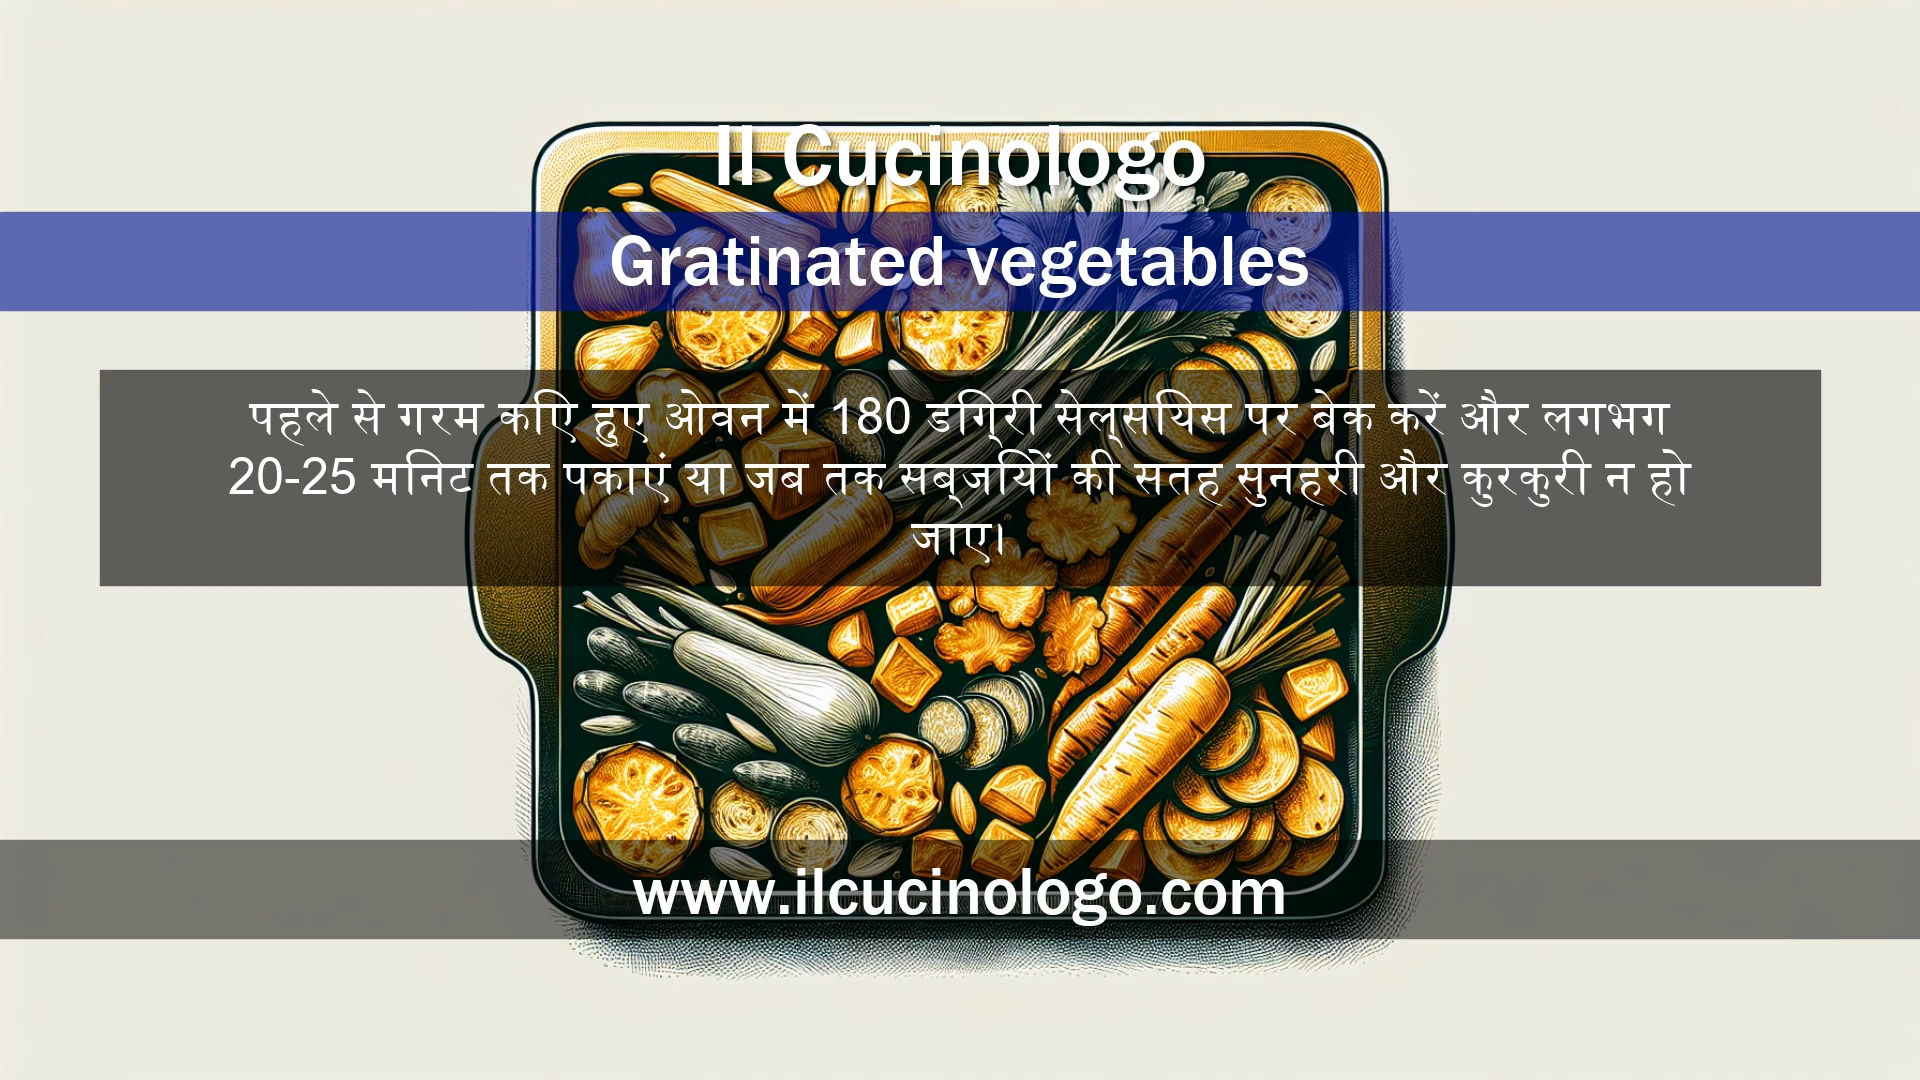 Il Cucinologo
Gratinated vegetables
पहले से गरम किए हुए ओवन में 180 डिग्री सेल्सियस पर बेक करें और लगभग
20-25 मिनट तक पकाएं या जब तक सब्जियों की सतह सुनहरी और कुरकुरी न हो
जाए।
www.ilcucinologo.com